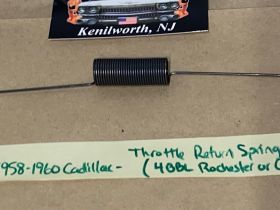 Kenilworth, NJ
1958-1960 Cadillac - Throttle Return Spring
(4BBL Rochester or C